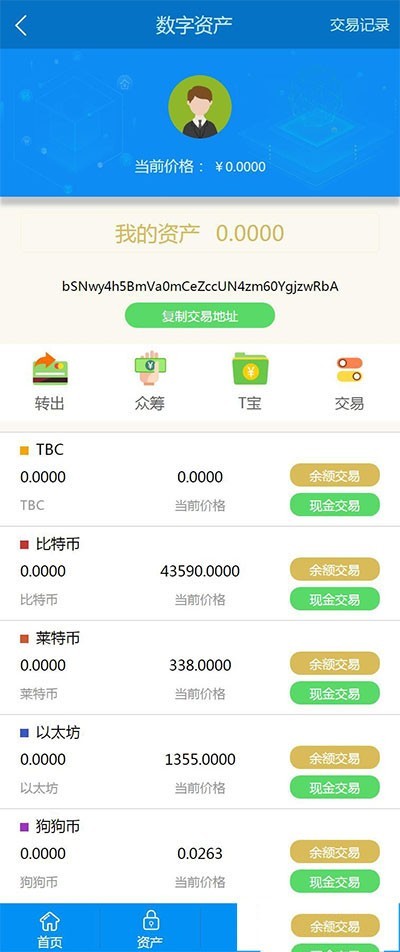 数字资产 交易记录
当前价格：￥0.0000
我的资产 0.0000
bSNwy4h5BmVa0mCeZccUN4zm60YgjzwRbA
复制交易地址
转出 众筹 T宝 交易
TBC
0.0000 0.0000 余额交易
TBC 当前价格 现金交易
比特币
0.0000 43590.0000 余额交易
比特币 当前价格 现金交易
莱特币
0.0000 338.0000 余额交易
莱特币 当前价格 现金交易
以太坊
0.0000 1355.0000 余额交易
以太坊 当前价格 现金交易
狗狗币
0.0000 0.0263 余额交易
狗狗币 当前价格 现金交易
余额交易
首页 资产